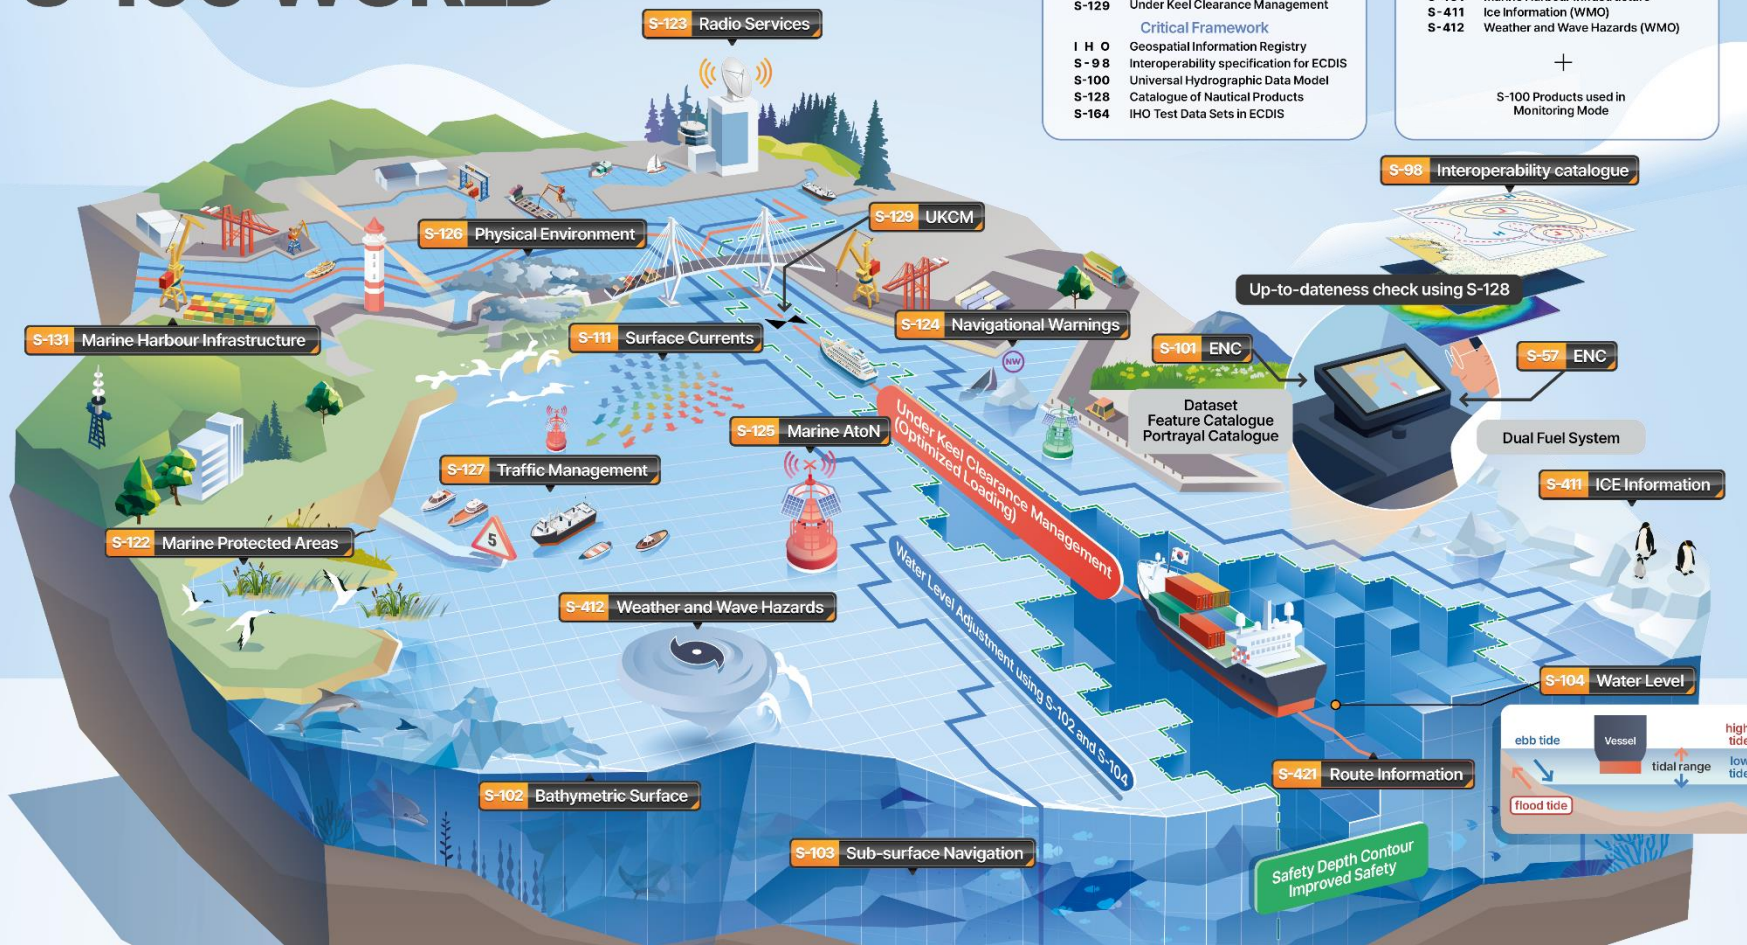 S-100 WORLD
S-129 Under Keel Clearance Management
Critical Framework
I H O Geospatial Information Registry
S-98 Interoperability specification for ECDIS
S-100 Universal Hydrographic Data Model
S-128 Catalogue of Nautical Products
S-164 IHO Test Data Sets in ECDIS
S-411 Ice Information (WMO)
S-412 Weather and Wave Hazards (WMO)
+
S-100 Products used in
Monitoring Mode
S-123 Radio Services
S-98 Interoperability catalogue
S-129 UKCM
S-126 Physical Environment
Up-to-dateness check using S-128
S-131 Marine Harbour Infrastructure
S-111 Surface Currents
S-124 Navigational Warnings
NW
S-101 ENC
S-57 ENC
Dataset
Feature Catalogue
Portrayal Catalogue
Dual Fuel System
S-125 Marine AtoN
Under Keel Clearance Management
(Optimized Loading)
S-127 Traffic Management
5
S-411 ICE Information
S-122 Marine Protected Areas
Water Level Adjustment using S-102 and S-104
S-412 Weather and Wave Hazards
S-104 Water Level
ebb tide
Vessel
high
tide
tidal range
low
tide
flood tide
S-421 Route Information
S-102 Bathymetric Surface
S-103 Sub-surface Navigation
Safety Depth Contour
Improved Safety